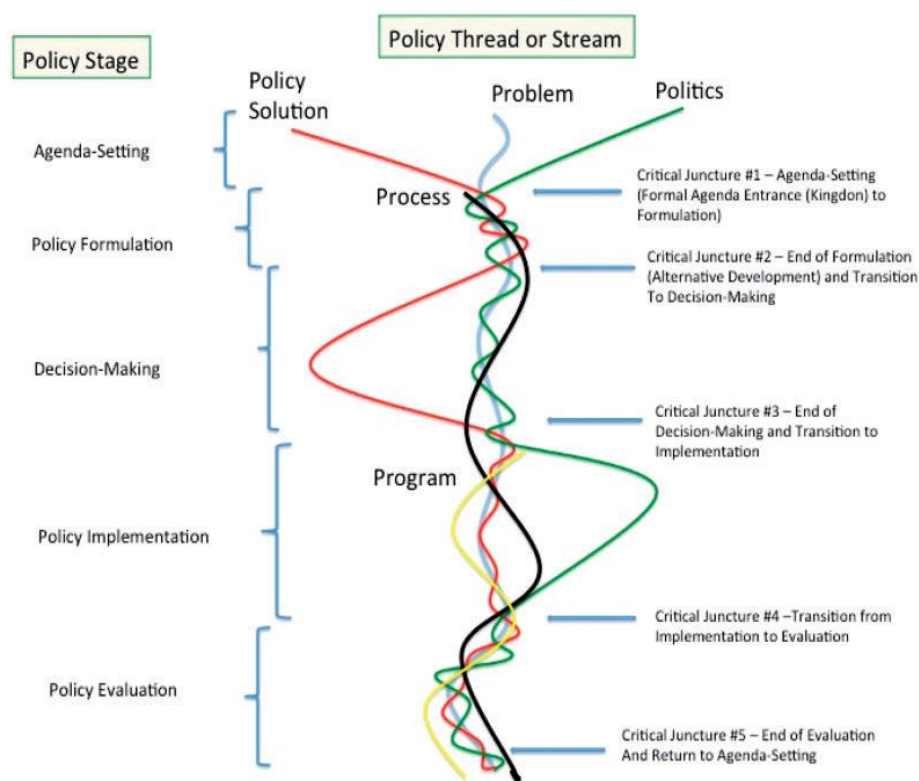 Policy Stage
Policy Thread or Stream
Policy
Solution
Problem
Politics
Agenda-Setting
Process
Critical Juncture #1 – Agenda-Setting
(Formal Agenda Entrance (Kingdon) to
Formulation)
Policy Formulation
Critical Juncture #2 – End of Formulation
(Alternative Development) and Transition
To Decision-Making
Decision-Making
Critical Juncture #3 – End of
Decision-Making and Transition to
Implementation
Program
Policy Implementation
Critical Juncture #4 –Transition from
Implementation to Evaluation
Policy Evaluation
Critical Juncture #5 – End of Evaluation
And Return to Agenda-Setting